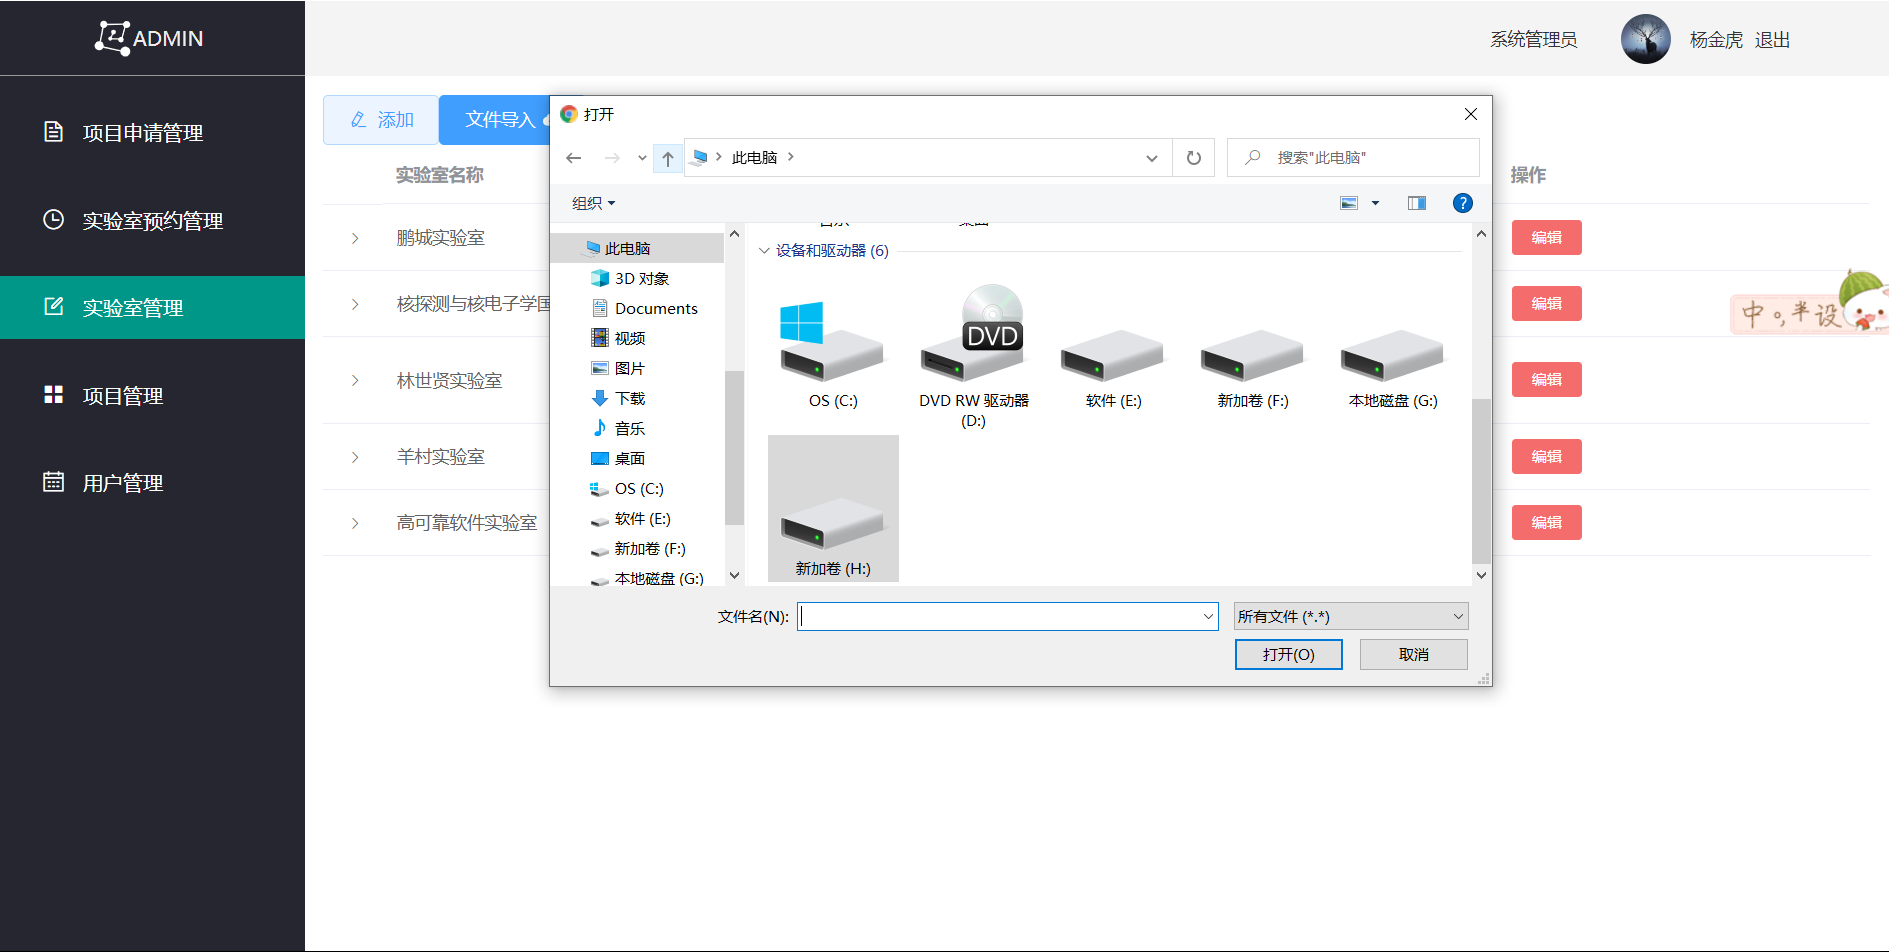 ADMIN
系统管理员
杨金虎 退出
项目申请管理
实验室预约管理
实验室管理
项目管理
用户管理
添加
文件导入
实验室名称
操作
鹏城实验室
编辑
核探测与核电子学国
编辑
林世贤实验室
编辑
羊村实验室
编辑
高可靠软件实验室
编辑
打开
此电脑
搜索"此电脑"
组织
?
此电脑
3D 对象
Documents
视频
图片
下载
音乐
桌面
OS (C:)
软件 (E:)
新加卷 (F:)
本地磁盘 (G:)
音乐
桌面
设备和驱动器 (6)
DVD
OS (C:)
DVD RW 驱动器
(D:)
软件 (E:)
新加卷 (F:)
本地磁盘 (G:)
新加卷 (H:)
文件名(N):
所有文件 (*.*)
打开(O)
取消
中 。, 半 设